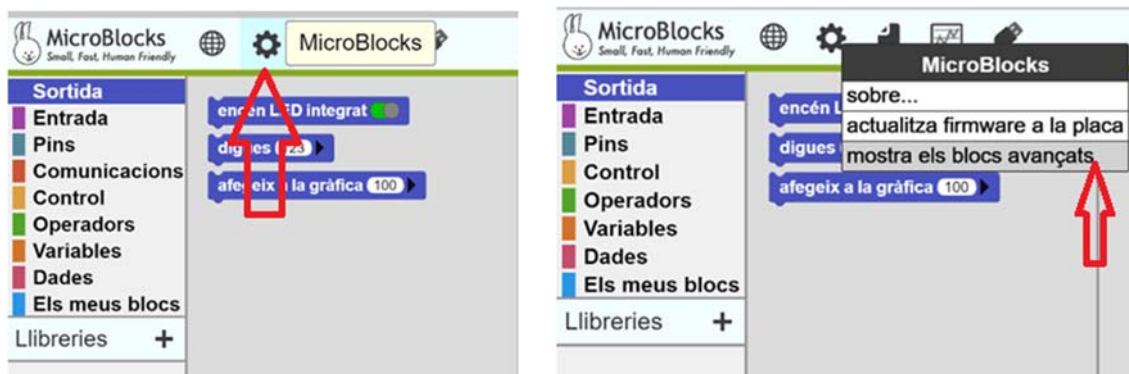 MicroBlocks
Small, Fast, Human Friendly
MicroBlocks
Sortida
Entrada
Pins
Comunicacions
Control
Operadors
Variables
Dades
Els meus blocs
Llibreries +
encén LED integrat
digues 123
afegeix a la gràfica 100
MicroBlocks
Small, Fast, Human Friendly
MicroBlocks
sobre...
actualitza firmware a la placa
mostra els blocs avançats
Sortida
Entrada
Pins
Control
Operadors
Variables
Dades
Els meus blocs
Llibreries +
encén L
digues
afegeix a la gràfica 100